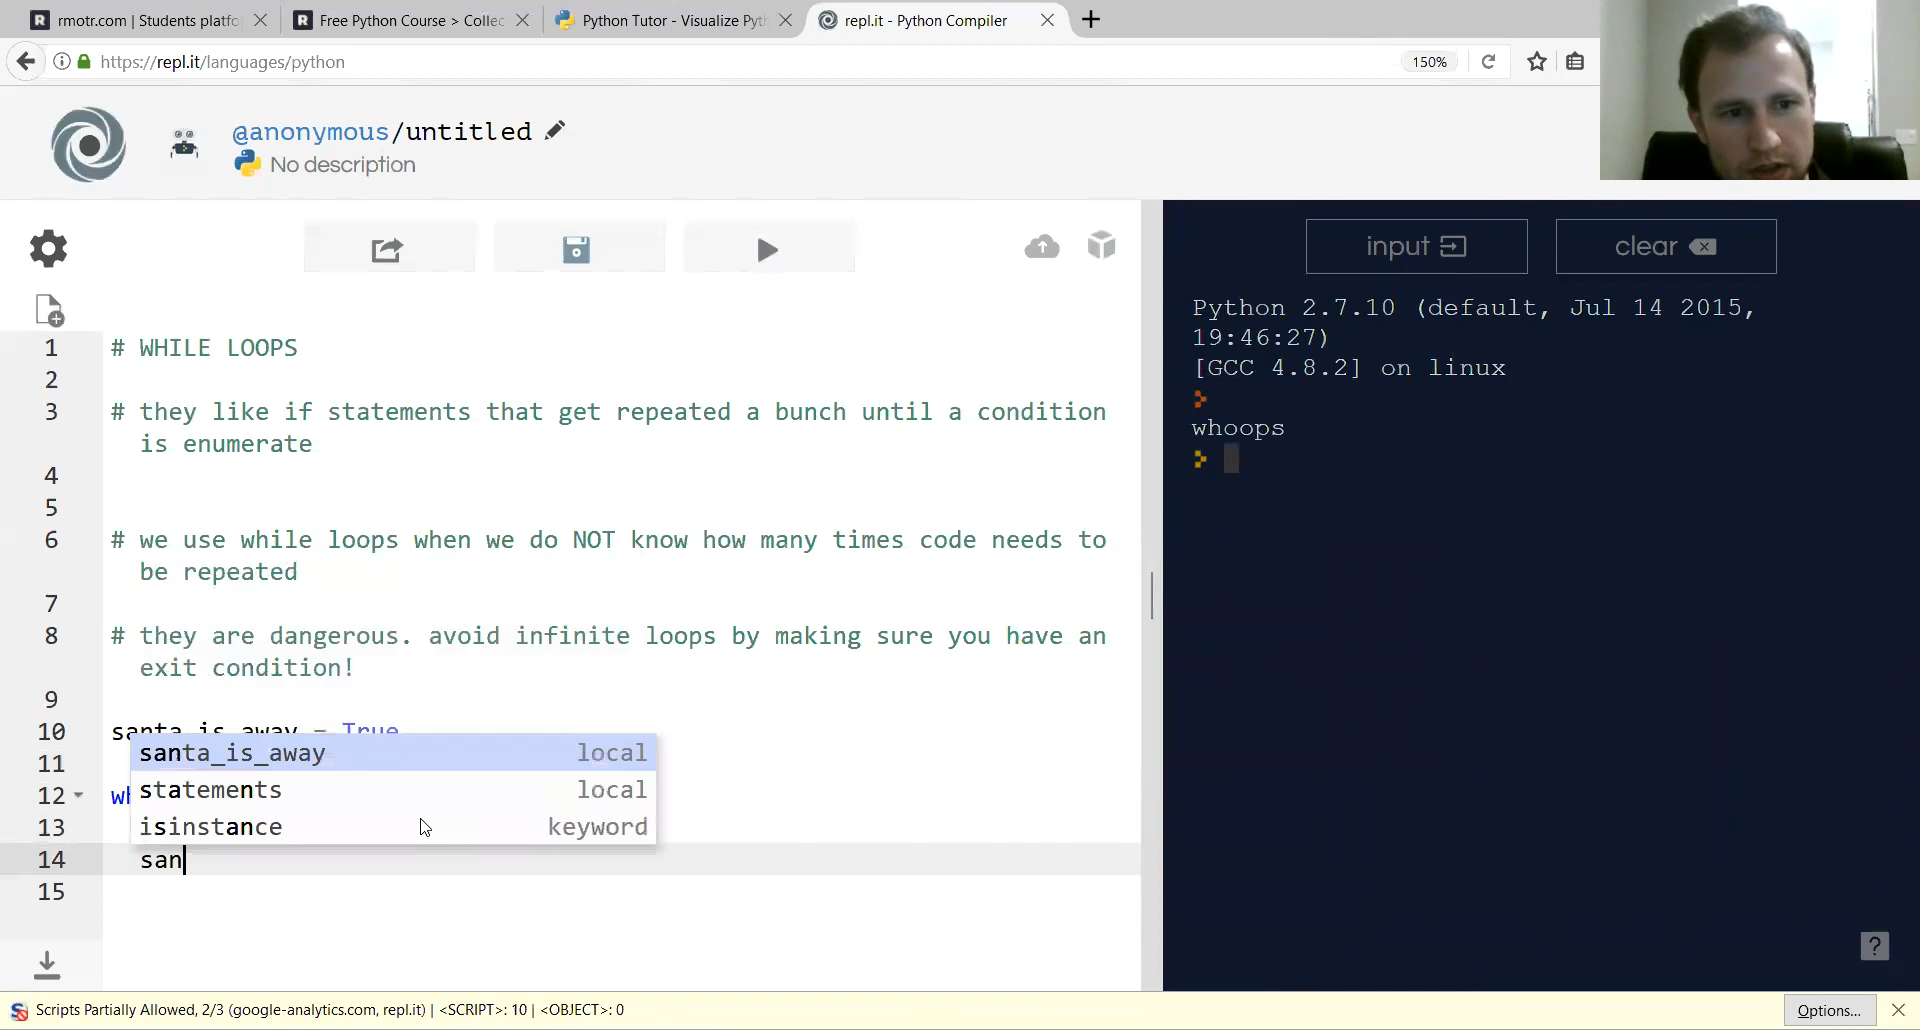 rmotr.com | Students platfo
Free Python Course > Collec
Python Tutor - Visualize Pyt
repl.it - Python Compiler
https://repl.it/languages/python
150%
@anonymous/untitled
No description
input
clear
Python 2.7.10 (default, Jul 14 2015,
19:46:27)
[GCC 4.8.2] on linux
whoops
1 # WHILE LOOPS
2
3 # they like if statements that get repeated a bunch until a condition
is enumerate
4
5
6 # we use while loops when we do NOT know how many times code needs to
be repeated
7
8 # they are dangerous. avoid infinite loops by making sure you have an
exit condition!
9
10 santa_is_away = True
11
santa_is_away local
statements local
12 wh
isinstance keyword
13
14 san
15
?
Scripts Partially Allowed, 2/3 (google-analytics.com, repl.it) | <SCRIPT>: 10 | <OBJECT>: 0
Options...